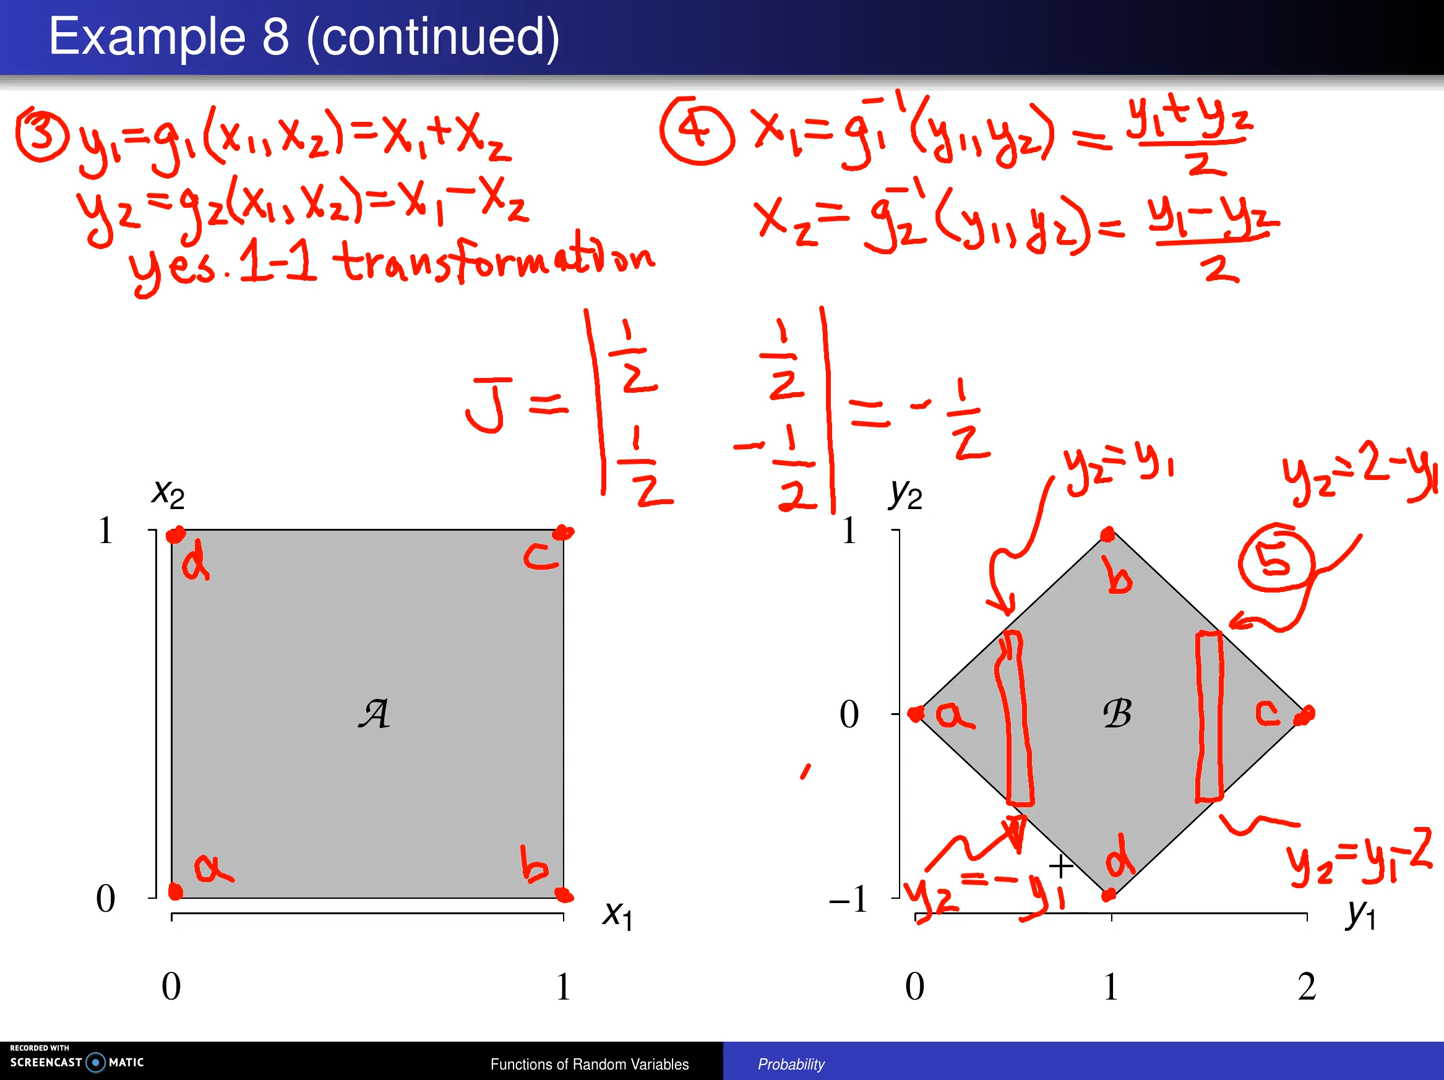 Example 8 (continued)
③ y₁=g₁(x₁,x₂)=x₁+x₂
y₂=g₂(x₁,x₂)=x₁-x₂
yes. 1-1 transformation
④ x₁=g₁⁻¹(y₁,y₂)=(y₁+y₂)/2
x₂=g₂⁻¹(y₁,y₂)=(y₁-y₂)/2
J = | 1/2 1/2 |
| 1/2 -1/2 | = -1/2
x₂
1
0
d
c
𝒜
a
b
x₁
0 1
y₂=y₁
y₂=2-y₁
⑤
y₂
1
0
−1
b
a
ℬ
c
d
y₂=-y₁
y₂=y₁-2
y₁
0 1 2
RECORDED WITH
SCREENCAST MATIC
Functions of Random Variables
Probability